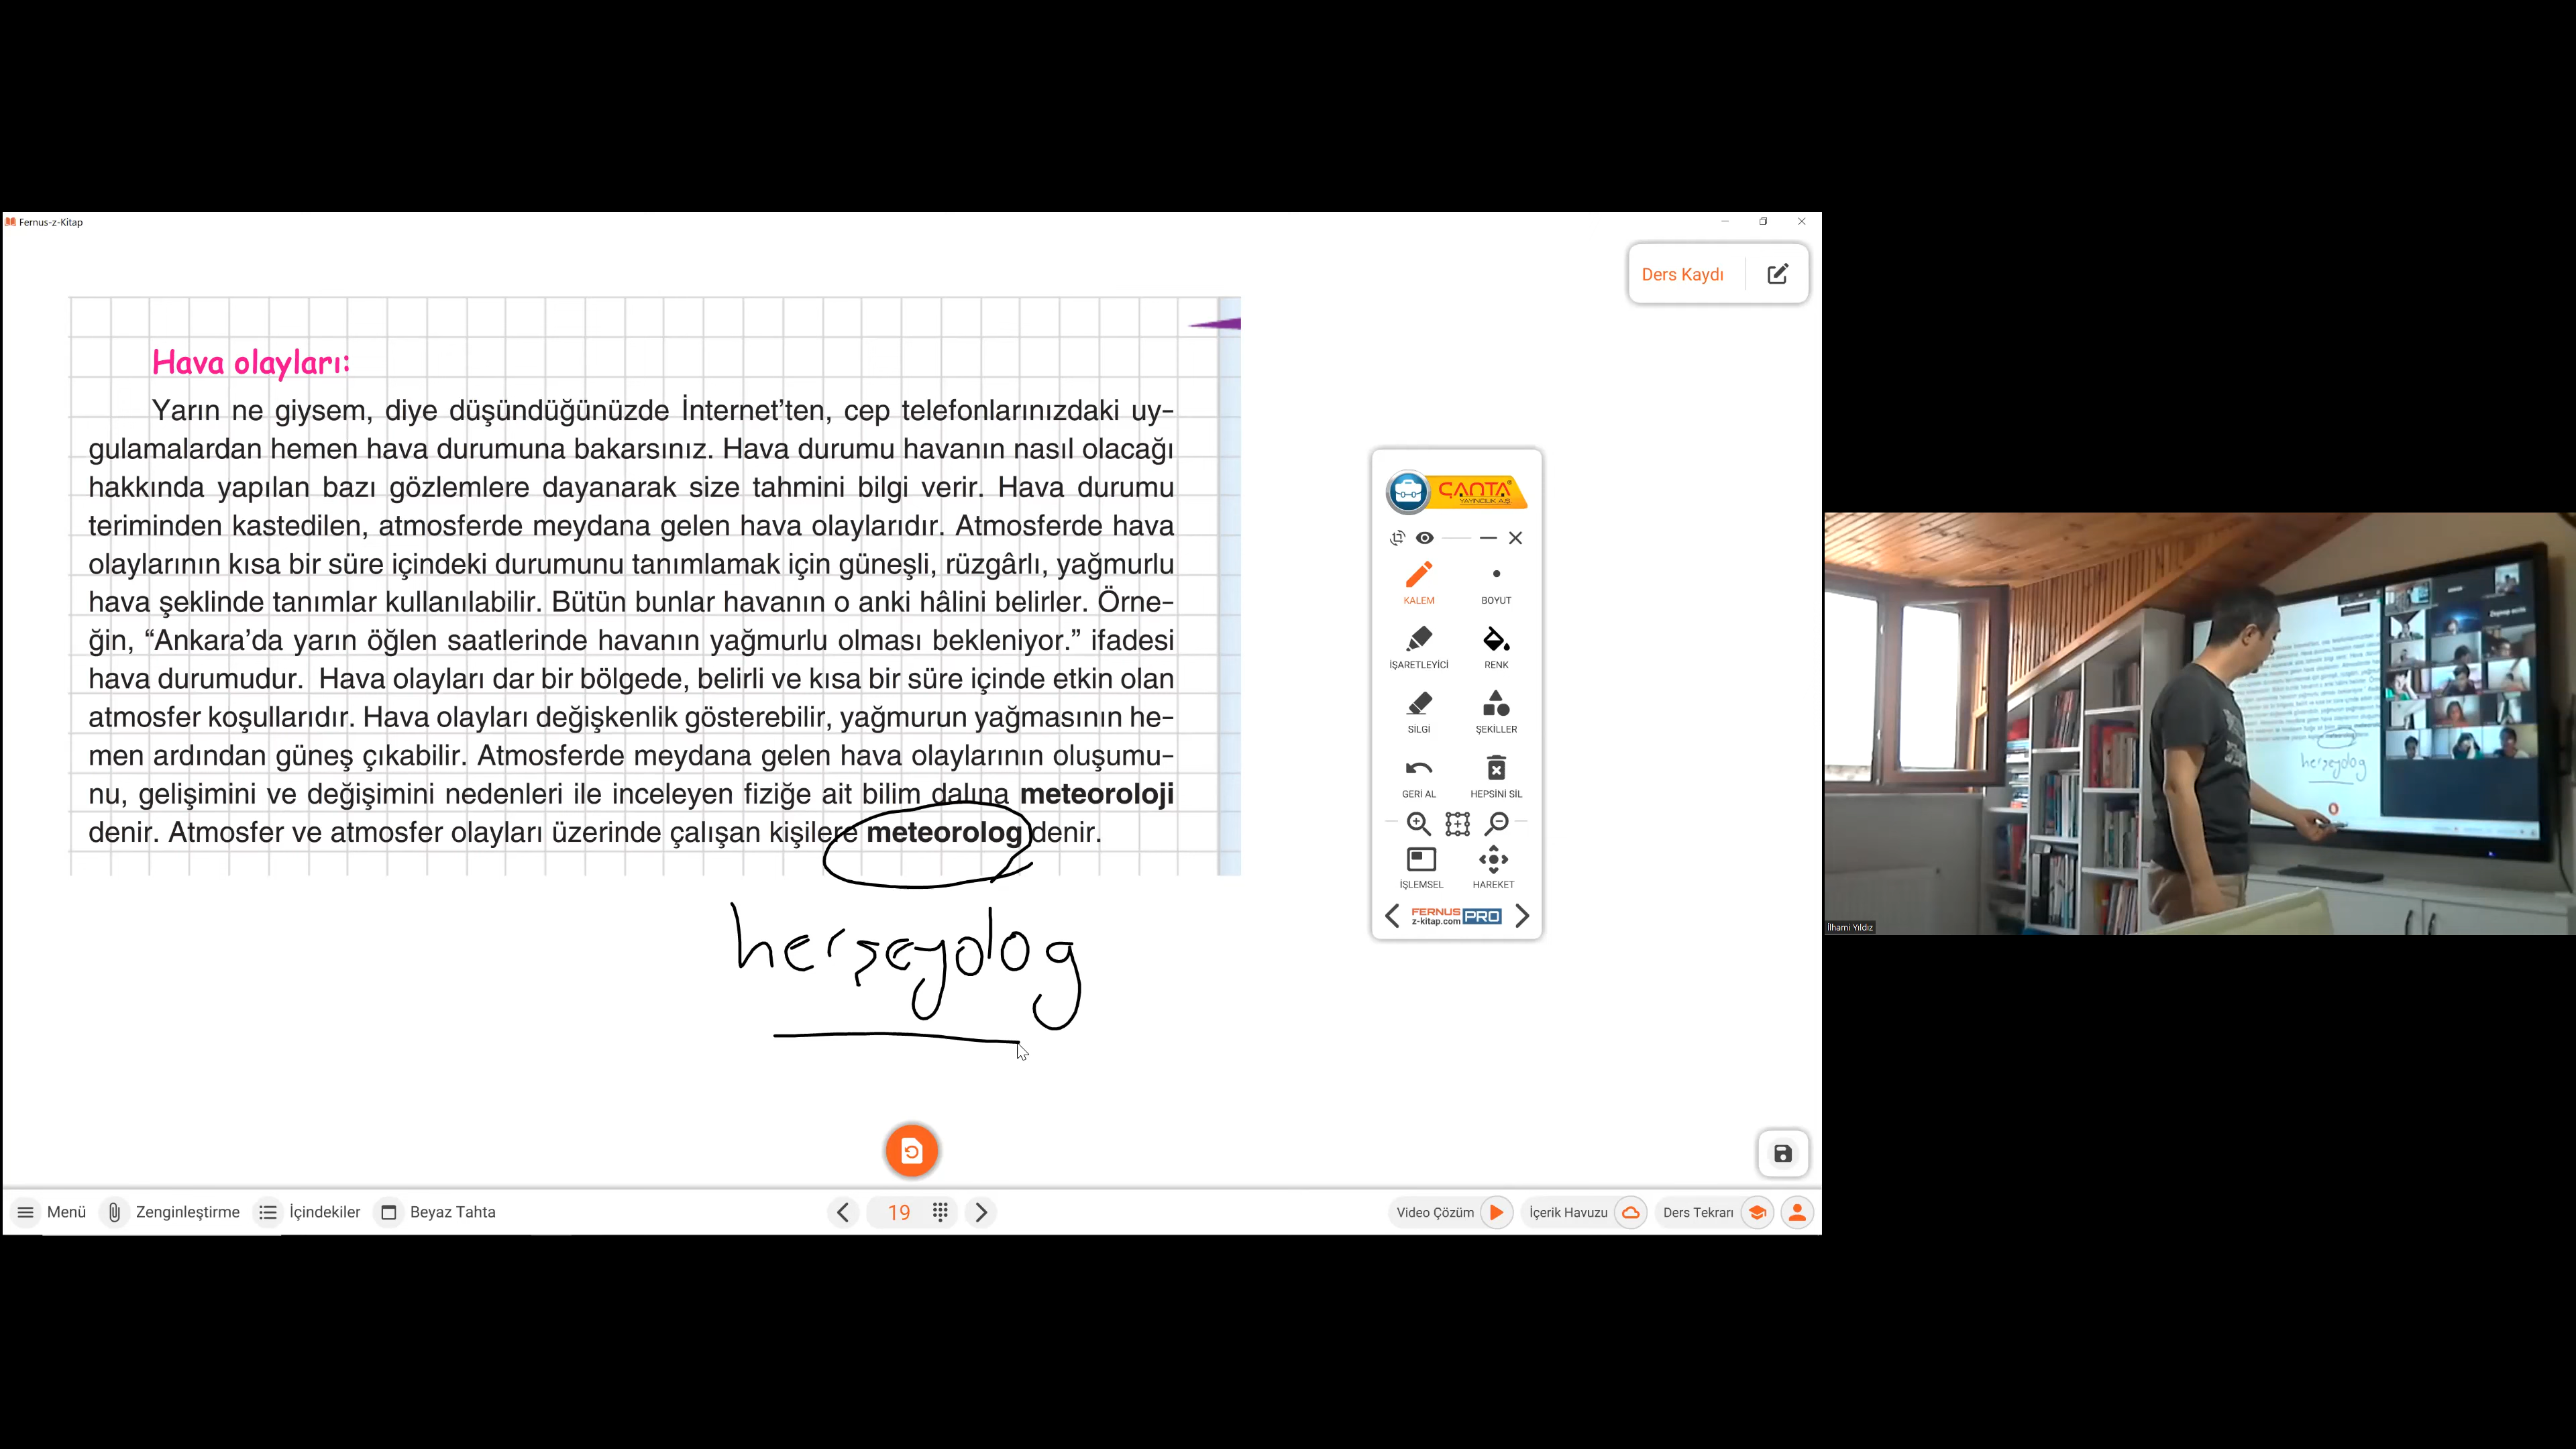 Fernus-z-Kitap
Ders Kaydı
Hava olayları:
Yarın ne giysem, diye düşündüğünüzde İnternet’ten, cep telefonlarınızdaki uy-
gulamalardan hemen hava durumuna bakarsınız. Hava durumu havanın nasıl olacağı
hakkında yapılan bazı gözlemlere dayanarak size tahmini bilgi verir. Hava durumu
teriminden kastedilen, atmosferde meydana gelen hava olaylarıdır. Atmosferde hava
olaylarının kısa bir süre içindeki durumunu tanımlamak için güneşli, rüzgârlı, yağmurlu
hava şeklinde tanımlar kullanılabilir. Bütün bunlar havanın o anki hâlini belirler. Örne-
ğin, “Ankara’da yarın öğlen saatlerinde havanın yağmurlu olması bekleniyor.” ifadesi
hava durumudur. Hava olayları dar bir bölgede, belirli ve kısa bir süre içinde etkin olan
atmosfer koşullarıdır. Hava olayları değişkenlik gösterebilir, yağmurun yağmasının he-
men ardından güneş çıkabilir. Atmosferde meydana gelen hava olaylarının oluşumu-
nu, gelişimini ve değişimini nedenleri ile inceleyen fiziğe ait bilim dalına meteoroloji
denir. Atmosfer ve atmosfer olayları üzerinde çalışan kişilere meteorolog denir.
herşeyolog
ÇANTA
YAYINCILIK A.Ş.
KALEM BOYUT
İŞARETLEYİCİ RENK
SİLGİ ŞEKİLLER
GERİ AL HEPSİNİ SİL
İŞLEMSEL HAREKET
FERNUS PRO
z-kitap.com
herşeyolog
İlhami Yıldız
Menü Zenginleştirme İçindekiler Beyaz Tahta 19 Video Çözüm İçerik Havuzu Ders Tekrarı